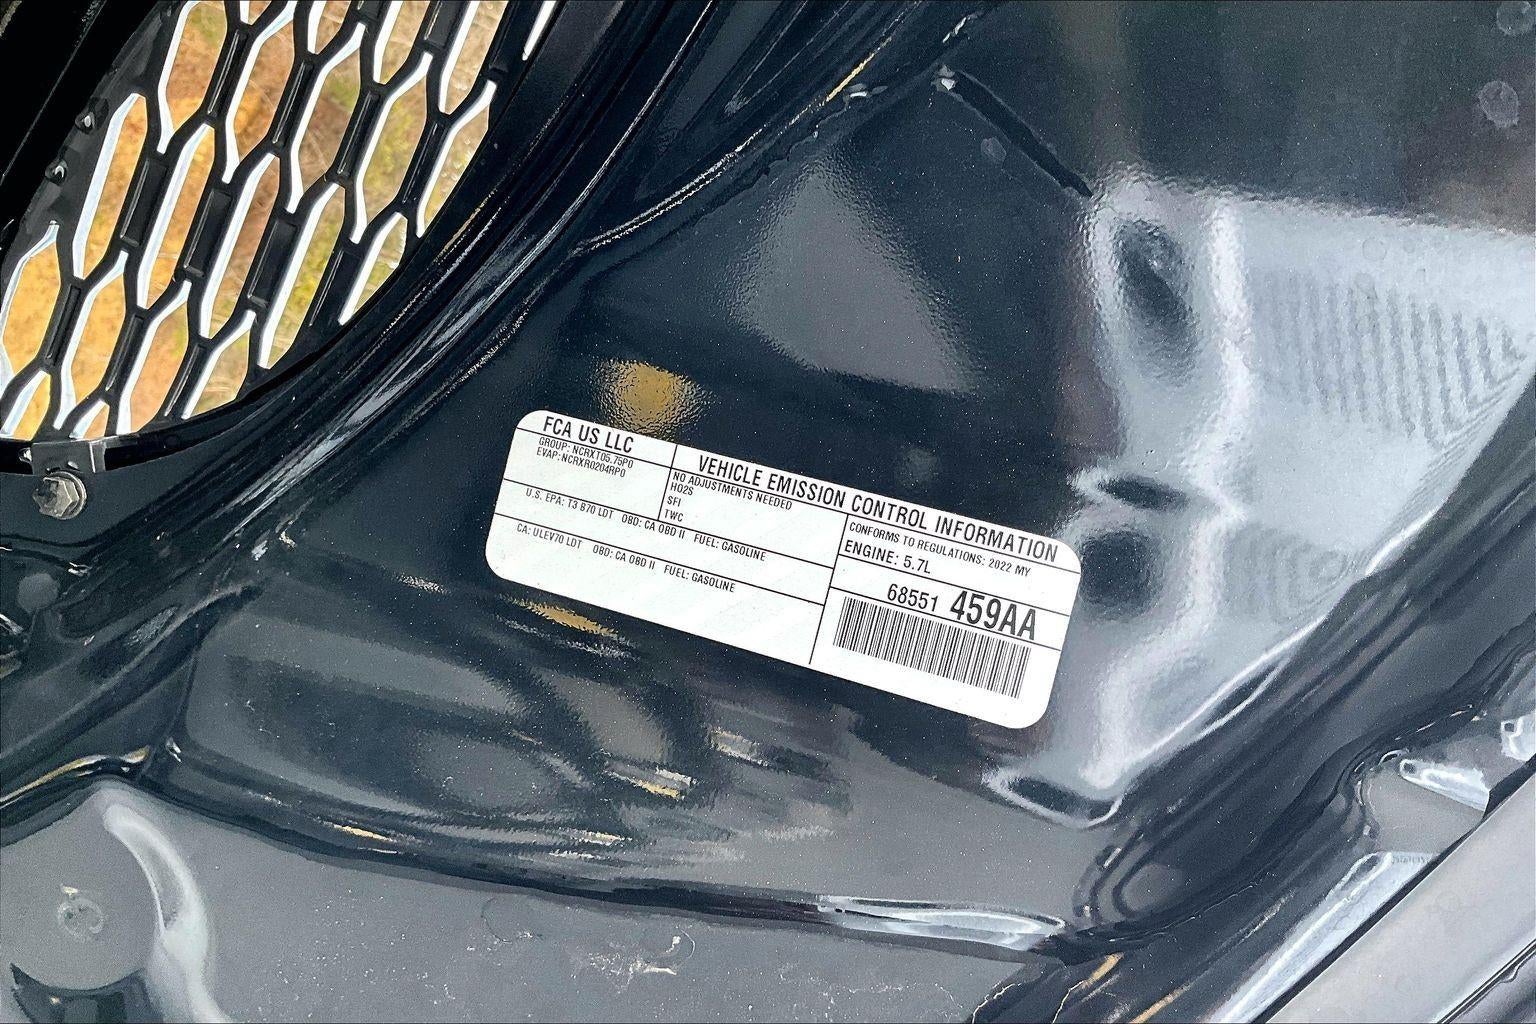 FCA US LLC
GROUP: NCRXT05.75P0
EVAP: NCRXR0204RP0
VEHICLE EMISSION CONTROL INFORMATION
NO ADJUSTMENTS NEEDED
HO2S
SFI
TWC
CONFORMS TO REGULATIONS: 2022 MY
ENGINE: 5.7L
U.S. EPA: T3 B70 LDT OBD: CA OBD II FUEL: GASOLINE
CA: ULEV70 LDT OBD: CA OBD II FUEL: GASOLINE
68551 459AA